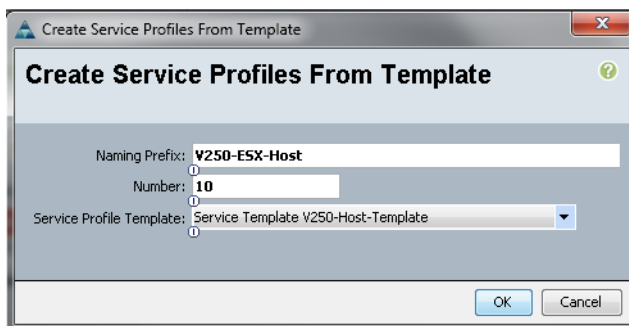 Create Service Profiles From Template
Create Service Profiles From Template
Naming Prefix: V250-ESX-Host
Number: 10
Service Profile Template: Service Template V250-Host-Template
OK Cancel